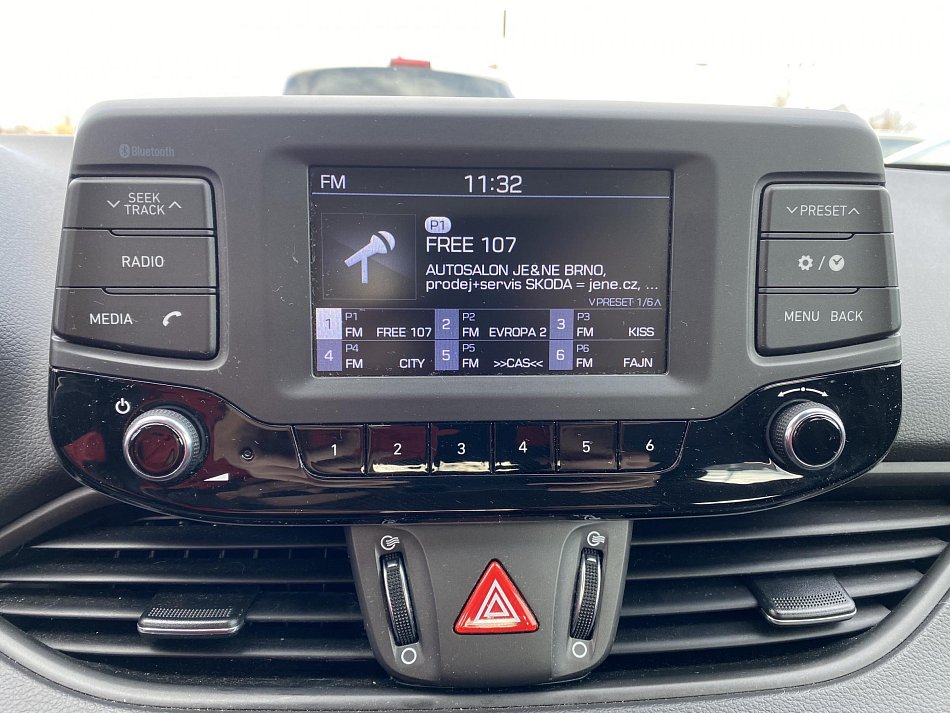 Bluetooth
SEEK
TRACK
RADIO
MEDIA
FM 11:32
P1
FREE 107
AUTOSALON JE&NE BRNO,
prodej+servis SKODA = jene.cz, ...
PRESET 1/6
1 P1 FM FREE 107 2 P2 FM EVROPA 2 3 P3 FM KISS
4 P4 FM CITY 5 P5 FM >>CAS<< 6 P6 FM FAJN
PRESET
/
MENU BACK
1 2 3 4 5 6